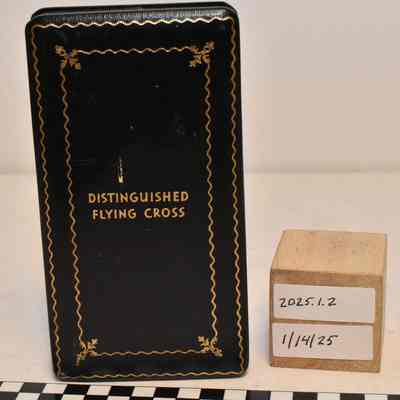 DISTINGUISHED
FLYING CROSS
2025.1.2
1/14/25